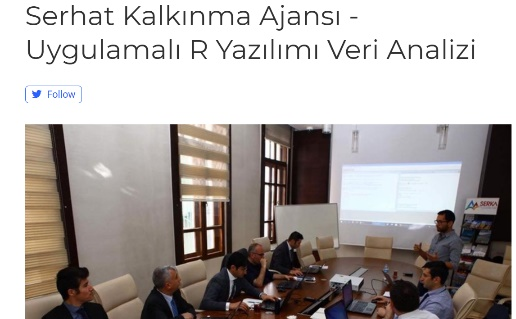 Serhat Kalkınma Ajansı -
Uygulamalı R Yazılımı Veri Analizi
Follow
SERKA